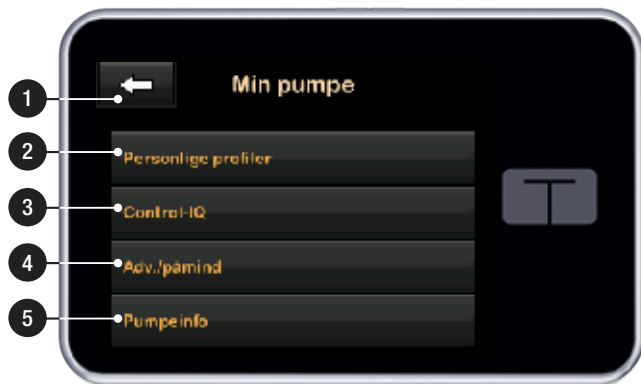 Min pumpe
1
2
Personlige profiler
3
Control-IQ
4
Adv./påmind
5
Pumpeinfo